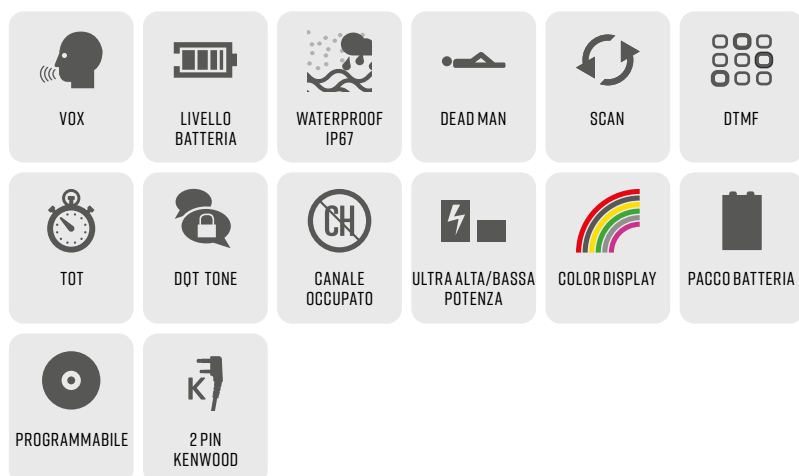 VOX
LIVELLO
BATTERIA
WATERPROOF
IP67
DEAD MAN
SCAN
DTMF
TOT
DQT TONE
CH
CANALE
OCCUPATO
ULTRA ALTA/BASSA
POTENZA
COLOR DISPLAY
PACCO BATTERIA
PROGRAMMABILE
K
2 PIN
KENWOOD